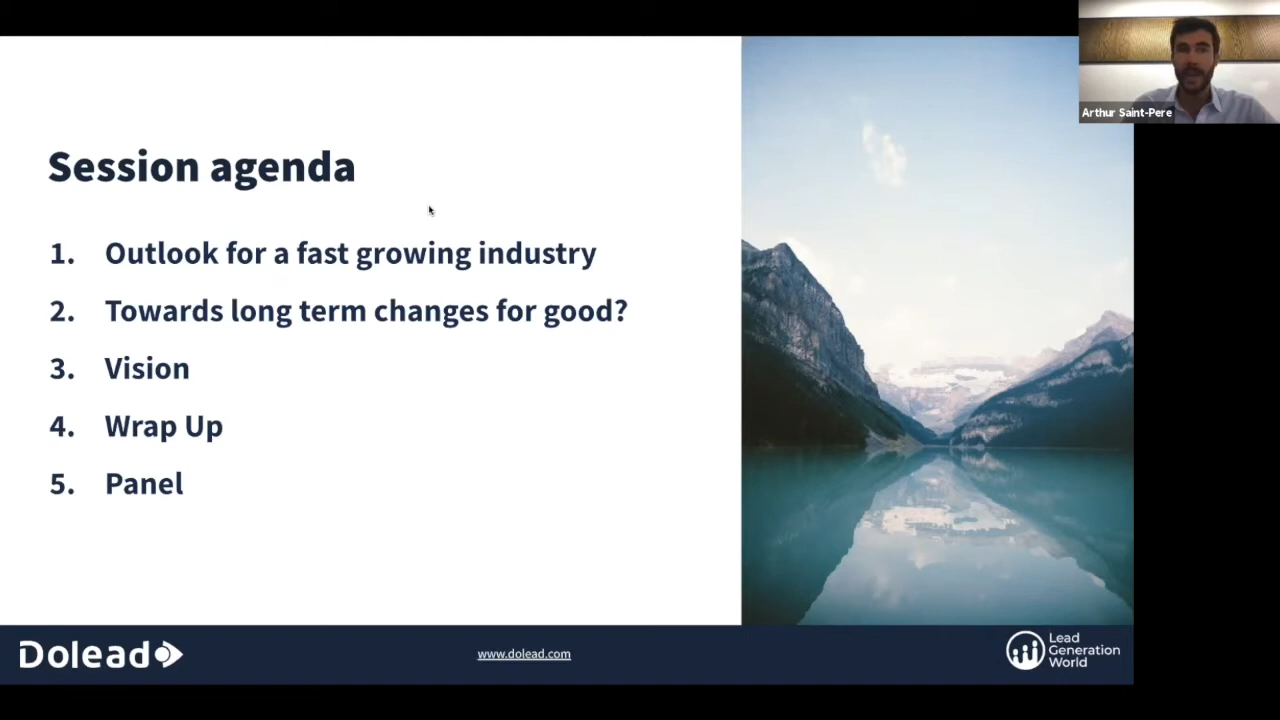 Arthur Saint-Pere
Session agenda
1. Outlook for a fast growing industry
2. Towards long term changes for good?
3. Vision
4. Wrap Up
5. Panel
Dolead
www.dolead.com
Lead
Generation
World